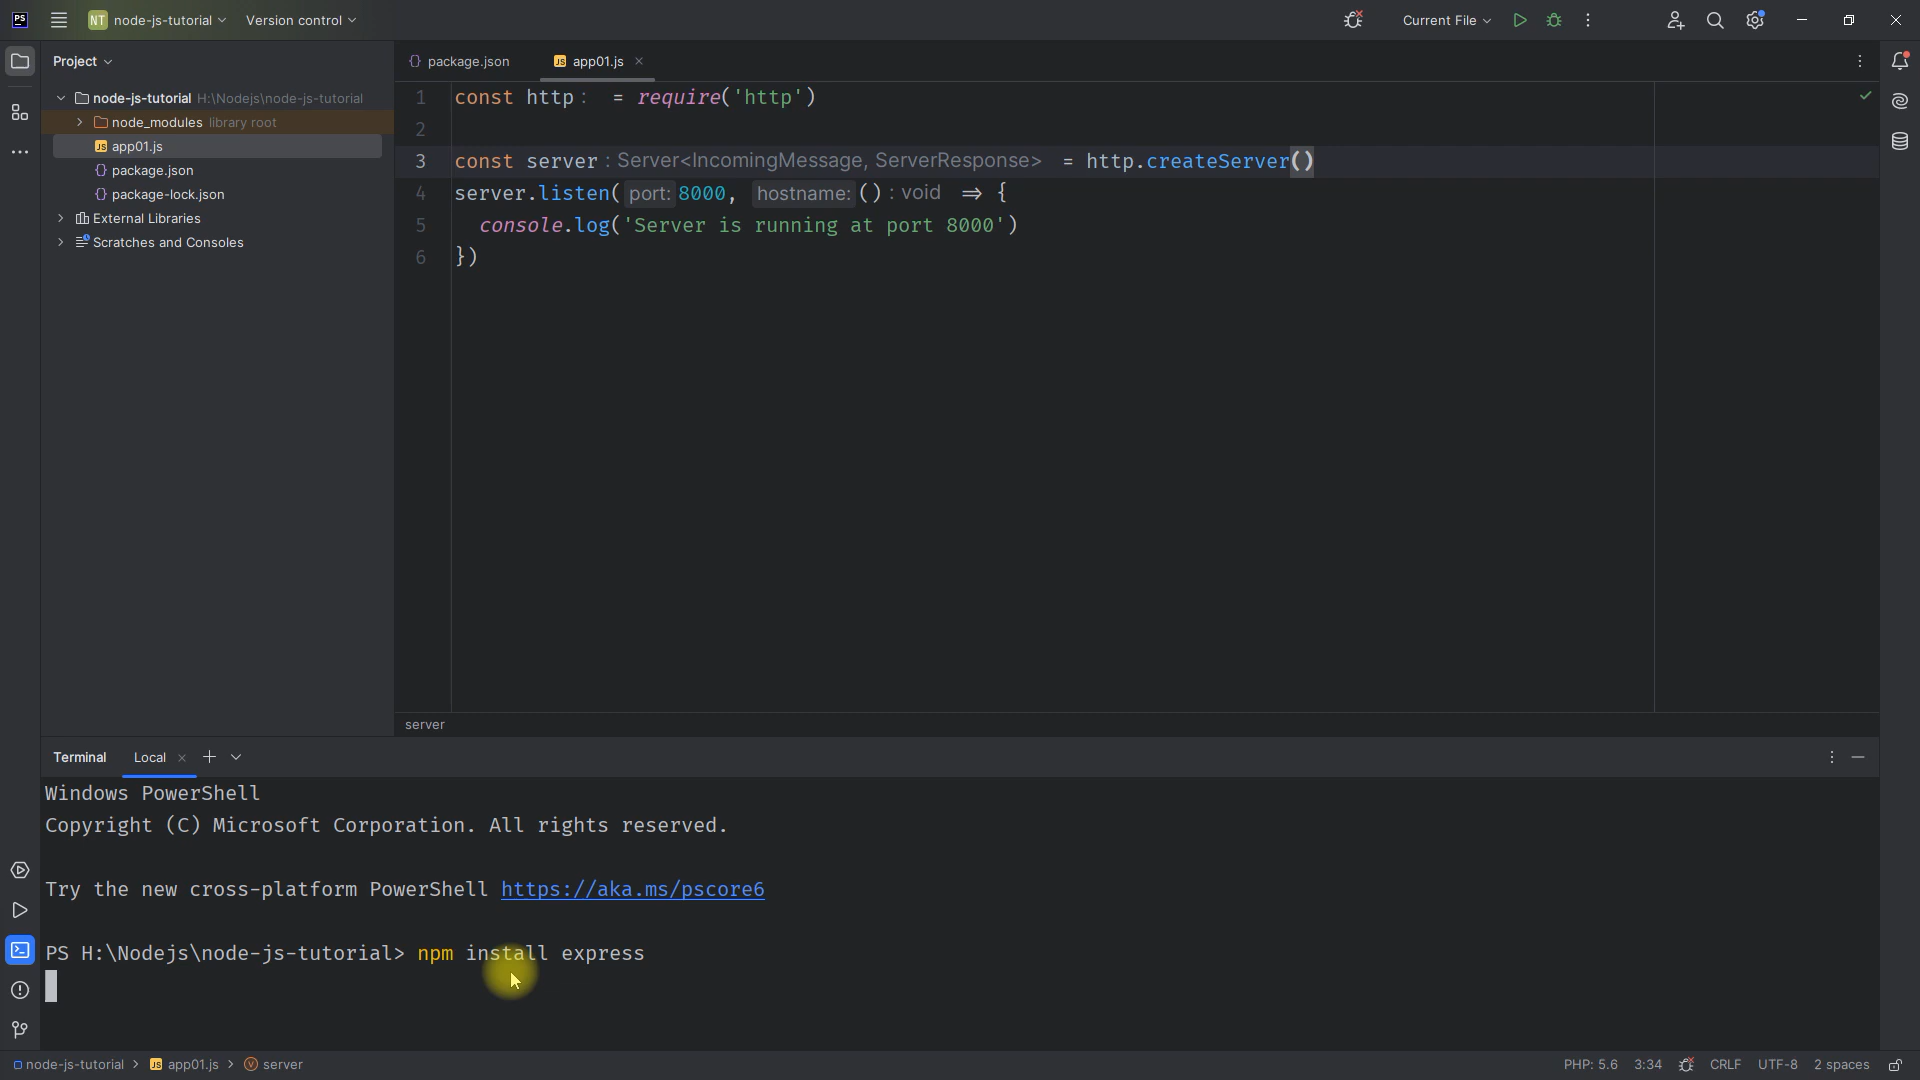 PS NT node-js-tutorial Version control Current File
Project
package.json app01.js
node-js-tutorial H:\Nodejs\node-js-tutorial
node_modules library root
app01.js
package.json
package-lock.json
External Libraries
Scratches and Consoles
1 const http : = require('http')
2
3 const server : Server<IncomingMessage, ServerResponse> = http.createServer()
4 server.listen( port: 8000, hostname: () : void ⇒ {
5 console.log('Server is running at port 8000')
6 })
server
Terminal Local
Windows PowerShell
Copyright (C) Microsoft Corporation. All rights reserved.
Try the new cross-platform PowerShell https://aka.ms/pscore6
PS H:\Nodejs\node-js-tutorial> npm install express
node-js-tutorial > JS app01.js > V server PHP: 5.6 3:34 CRLF UTF-8 2 spaces